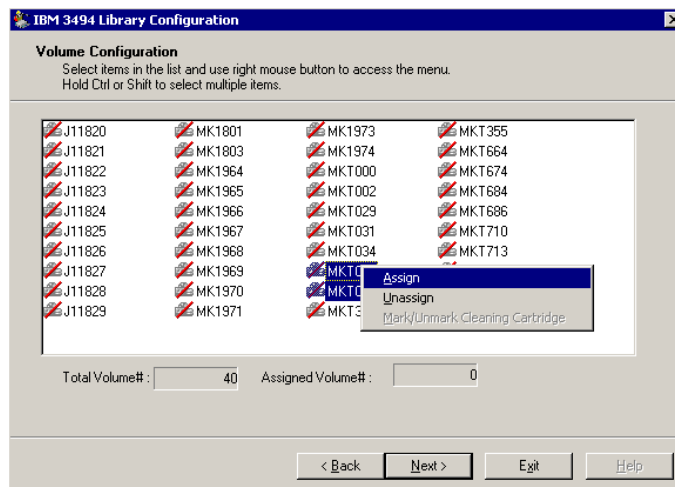 IBM 3494 Library Configuration
Volume Configuration
Select items in the list and use right mouse button to access the menu.
Hold Ctrl or Shift to select multiple items.
J11820 MK1801 MK1973 MKT355
J11821 MK1803 MK1974 MKT664
J11822 MK1964 MKT000 MKT674
J11823 MK1965 MKT002 MKT684
J11824 MK1966 MKT029 MKT686
J11825 MK1967 MKT031 MKT710
J11826 MK1968 MKT034 MKT713
J11827 MK1969
J11828 MK1970
J11829 MK1971
Assign
Unassign
Mark/Unmark Cleaning Cartridge
Total Volume# : 40 Assigned Volume# : 0
< Back Next > Exit Help